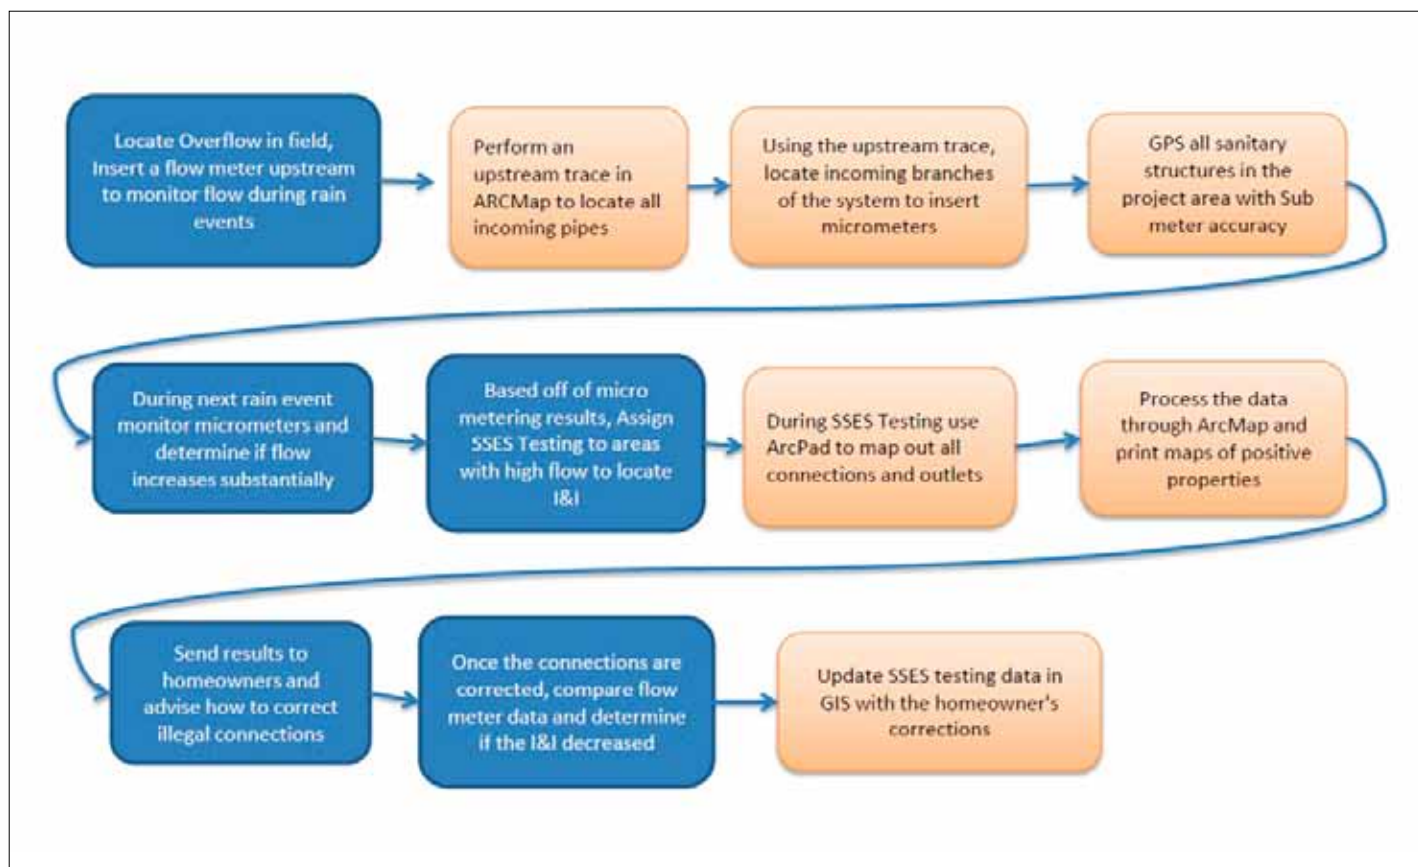 Locate Overflow in field,
Insert a flow meter upstream
to monitor flow during rain
events
Perform an
upstream trace in
ARCMap to locate all
incoming pipes
Using the upstream trace,
locate incoming branches
of the system to insert
micrometers
GPS all sanitary
structures in the
project area with Sub
meter accuracy
During next rain event
monitor micrometers and
determine if flow
increases substantially
Based off of micro
metering results, Assign
SSES Testing to areas
with high flow to locate
I&I
During SSES Testing use
ArcPad to map out all
connections and outlets
Process the data
through ArcMap and
print maps of positive
properties
Send results to
homeowners and
advise how to correct
illegal connections
Once the connections are
corrected, compare flow
meter data and determine
if the I&I decreased
Update SSES testing data in
GIS with the homeowner's
corrections